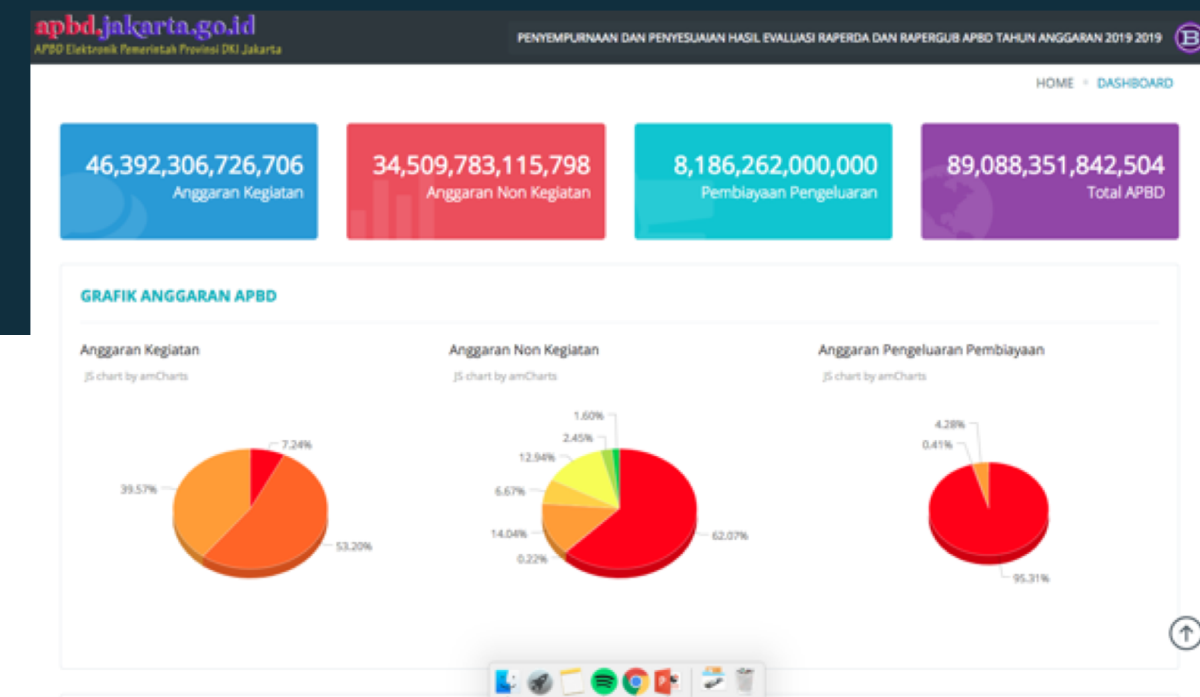 apbd.jakarta.go.id
APBD Elektronik Pemerintah Provinsi DKI Jakarta
PENYEMPURNAAN DAN PENYESUAIAN HASIL EVALUASI RAPERDA DAN RAPERGUB APBD TAHUN ANGGARAN 2019 2019
B
HOME DASHBOARD
46,392,306,726,706
Anggaran Kegiatan
34,509,783,115,798
Anggaran Non Kegiatan
8,186,262,000,000
Pembiayaan Pengeluaran
89,088,351,842,504
Total APBD
GRAFIK ANGGARAN APBD
Anggaran Kegiatan
JS chart by amCharts
7.24%
39.57%
53.20%
Anggaran Non Kegiatan
JS chart by amCharts
1.60%
2.45%
12.94%
6.67%
14.04%
0.22%
62.07%
Anggaran Pengeluaran Pembiayaan
JS chart by amCharts
4.28%
0.41%
95.31%
P